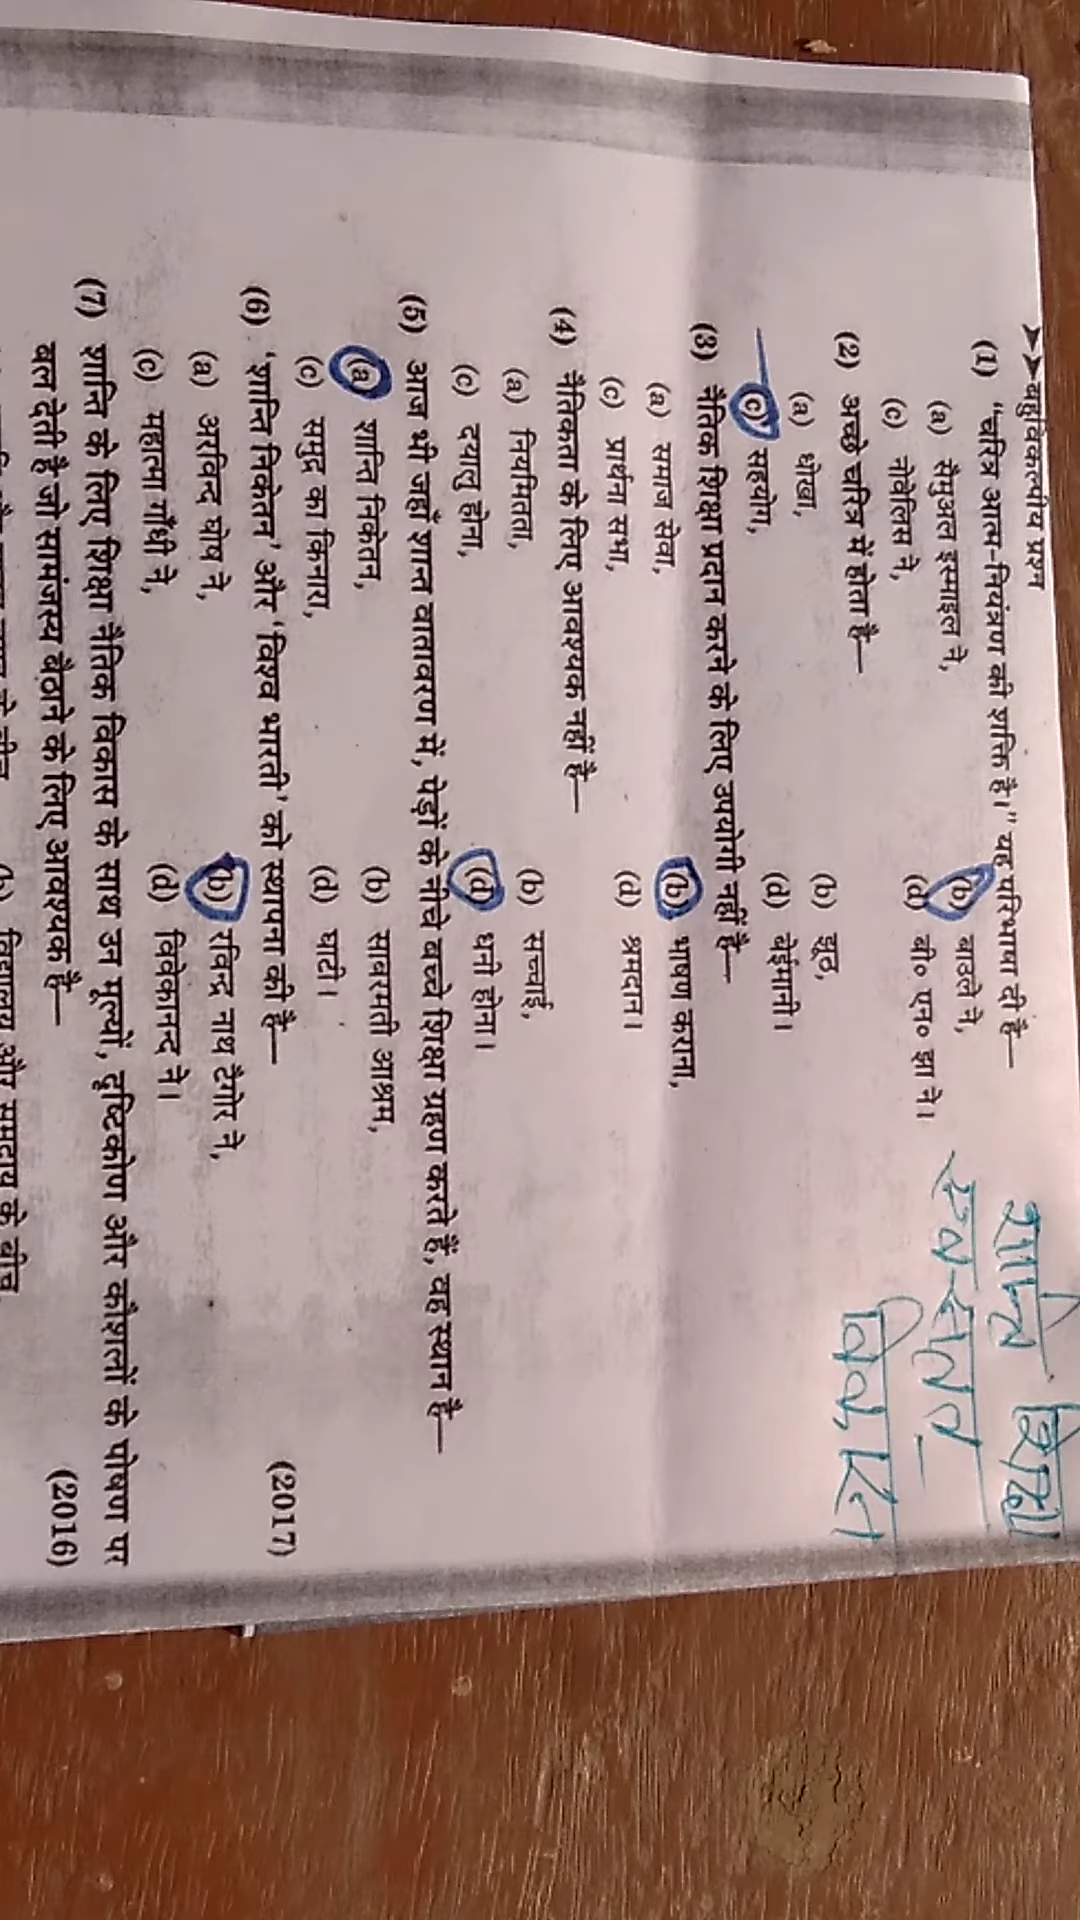 ➤➤बहुविकल्पीय प्रश्न
शान्ति शिक्षा
(1) "चरित्र आत्म-नियंत्रण की शक्ति है।" यह परिभाषा दी है—
(a) सैमुअल इस्माइल ने, (b) बाउले ने,
(c) नोबेलिस ने, (d) बी० एन० झा ने।
(2) अच्छे चरित्र में होता है—
(a) धोखा, (b) झूठ,
(c) सहयोग, (d) बेईमानी।
(3) नैतिक शिक्षा प्रदान करने के लिए उपयोगी नहीं है—
(a) समाज सेवा, (b) भाषण कराना,
(c) प्रार्थना सभा, (d) श्रमदान।
(4) नैतिकता के लिए आवश्यक नहीं है—
(a) नियमितता, (b) सच्चाई,
(c) दयालु होना, (d) धनी होना।
(5) आज भी जहाँ शान्त वातावरण में, पेड़ों के नीचे बच्चे शिक्षा ग्रहण करते हैं, वह स्थान है—
(a) शान्ति निकेतन, (b) साबरमती आश्रम,
(c) समुद्र का किनारा, (d) घाटी।
(6) 'शान्ति निकेतन' और 'विश्व भारती' की स्थापना की है— (2017)
(a) अरविन्द घोष ने, (b) रविन्द्र नाथ टैगोर ने,
(c) महात्मा गाँधी ने, (d) विवेकानन्द ने।
(7) शान्ति के लिए शिक्षा नैतिक विकास के साथ उन मूल्यों, दृष्टिकोण और कौशलों के पोषण पर
बल देती है जो सामंजस्य बैठाने के लिए आवश्यक है— (2016)
(b) विद्यालय और समुदाय के बीच,